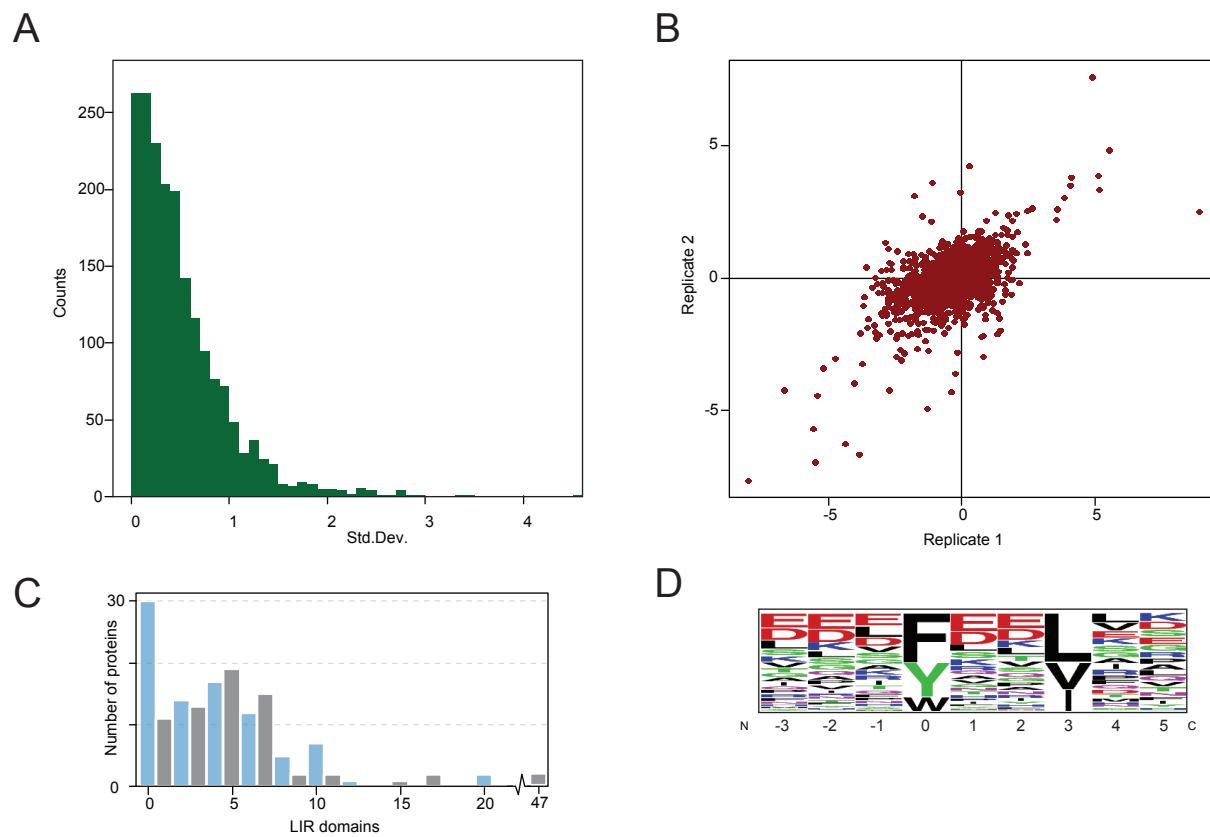 A
B
250
200
150
100
50
0
Counts
0 1 2 3 4
Std.Dev.
5
0
-5
Replicate 2
-5 0 5
Replicate 1
C
D
30
0
Number of proteins
0 5 10 15 20 47
LIR domains
F L
Y Y
W I
N -3 -2 -1 0 1 2 3 4 5 C